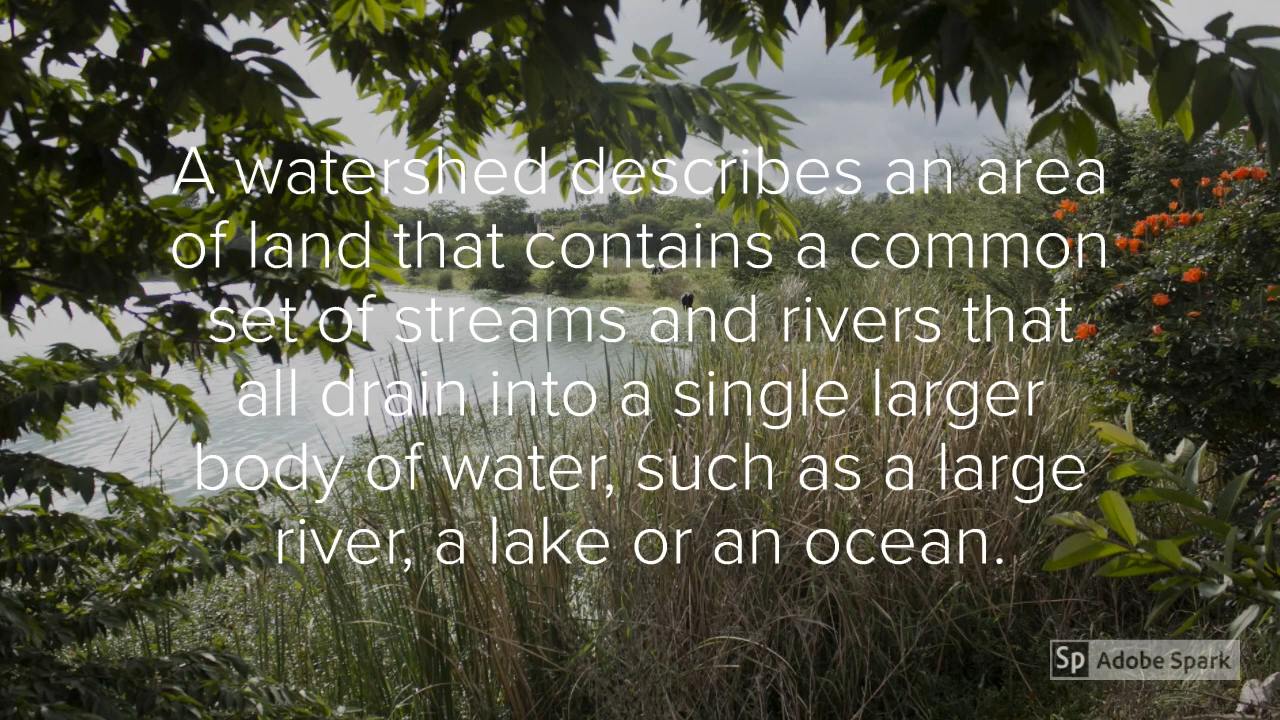 A watershed describes an area
of land that contains a common
set of streams and rivers that
all drain into a single larger
body of water, such as a large
river, a lake or an ocean.
Sp Adobe Spark